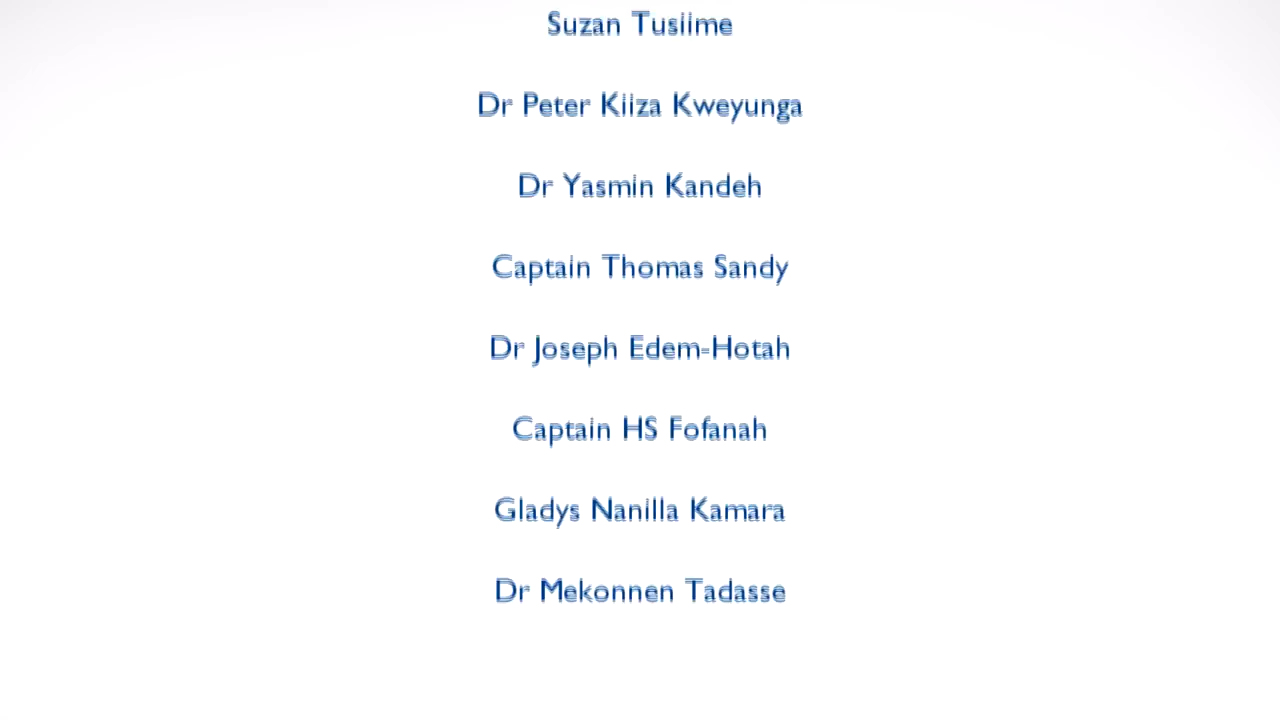 Suzan Tusiime
Dr Peter Kiiza Kweyunga
Dr Yasmin Kandeh
Captain Thomas Sandy
Dr Joseph Edem-Hotah
Captain HS Fofanah
Gladys Nanilla Kamara
Dr Mekonnen Tadasse